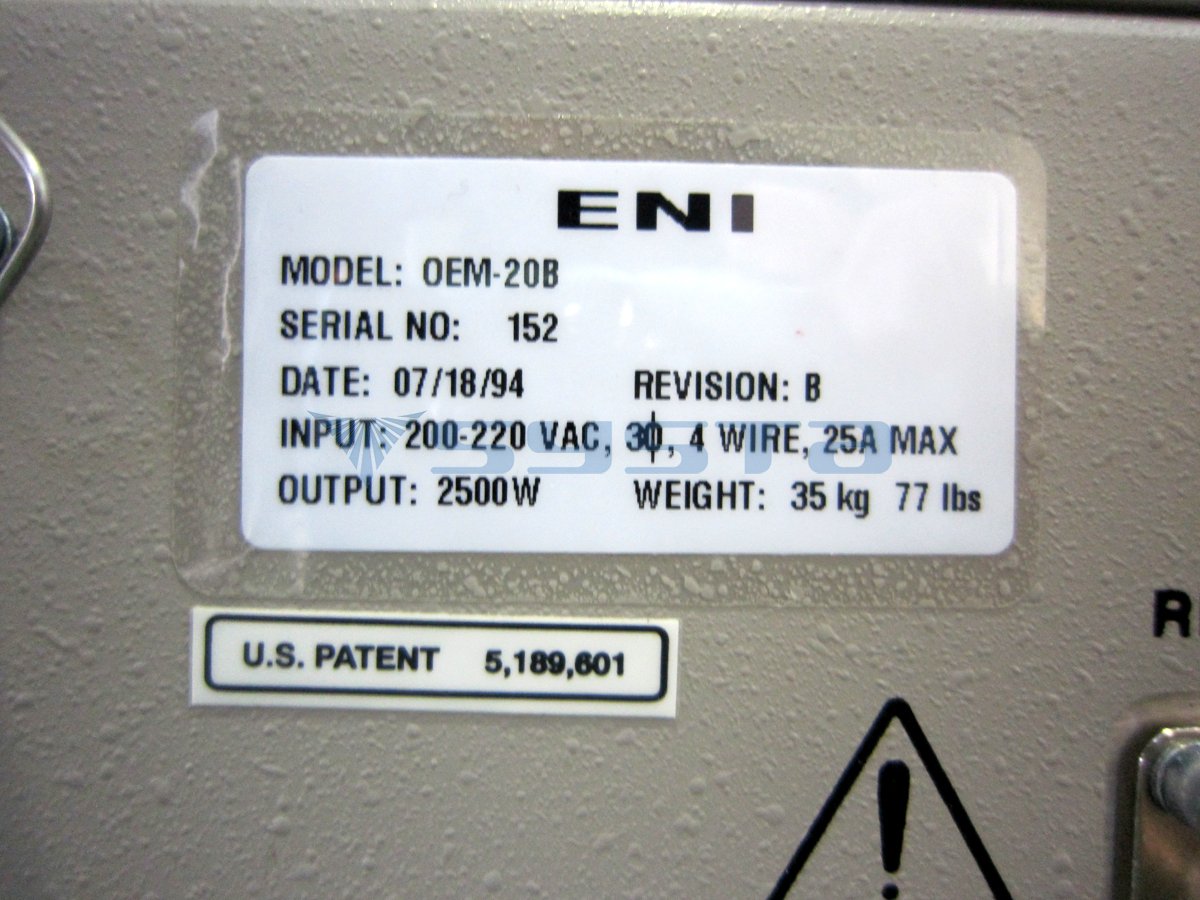 ENI
MODEL: OEM-20B
SERIAL NO: 152
DATE: 07/18/94 REVISION: B
INPUT: 200-220 VAC, 3ϕ, 4 WIRE, 25A MAX
OUTPUT: 2500W WEIGHT: 35 kg 77 lbs
SYSTA
U.S. PATENT 5,189,601
R